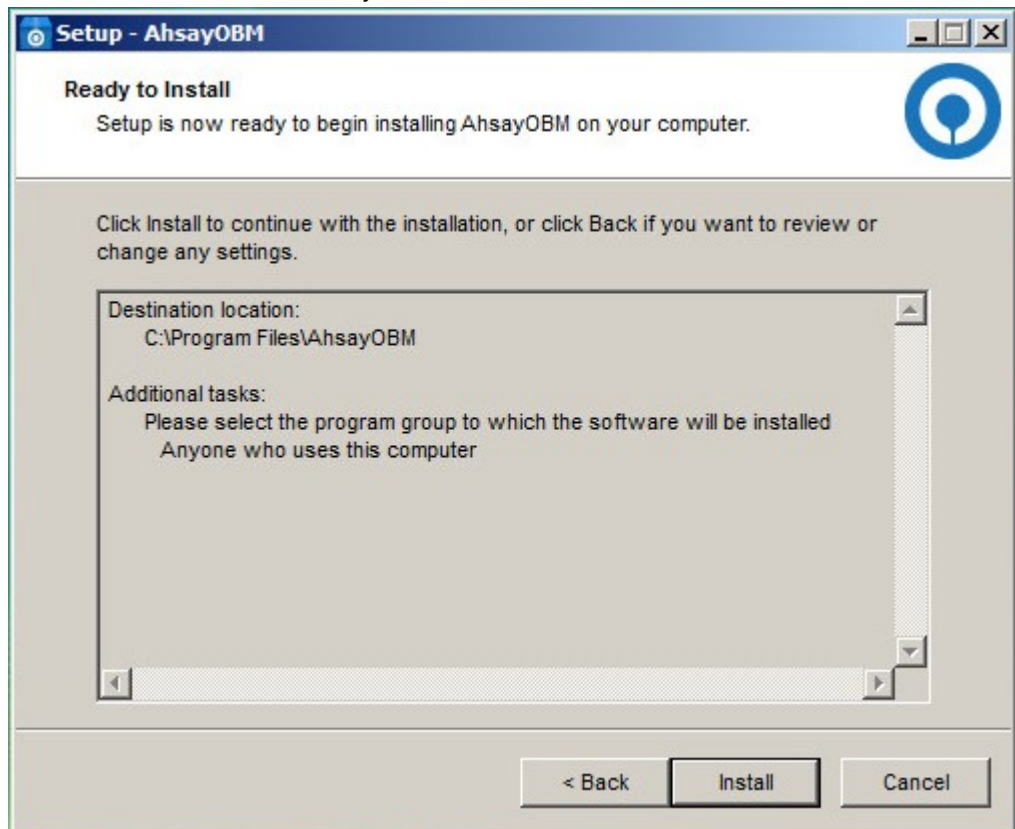 Setup - AhsayOBM
Ready to Install
Setup is now ready to begin installing AhsayOBM on your computer.
Click Install to continue with the installation, or click Back if you want to review or
change any settings.
Destination location:
C:\Program Files\AhsayOBM
Additional tasks:
Please select the program group to which the software will be installed
Anyone who uses this computer
< Back
Install
Cancel